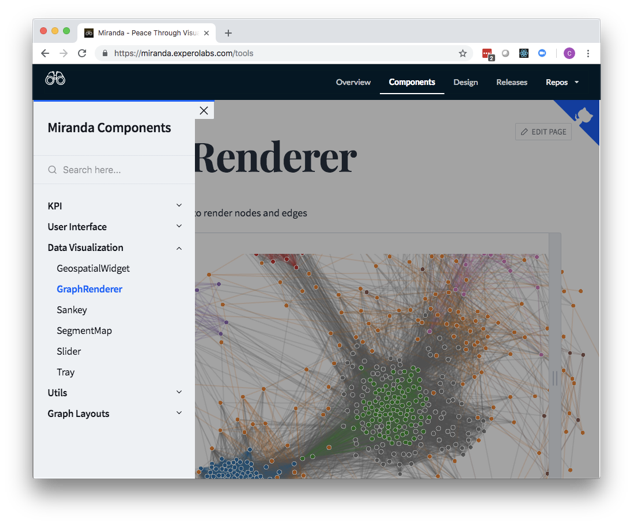 Miranda - Peace Through Visu
https://miranda.experolabs.com/tools
2
C
Overview
Components
Design
Releases
Repos
Miranda Components
EDIT PAGE
Renderer
Search here...
to render nodes and edges
KPI
User Interface
Data Visualization
GeospatialWidget
GraphRenderer
Sankey
SegmentMap
Slider
Tray
Utils
Graph Layouts